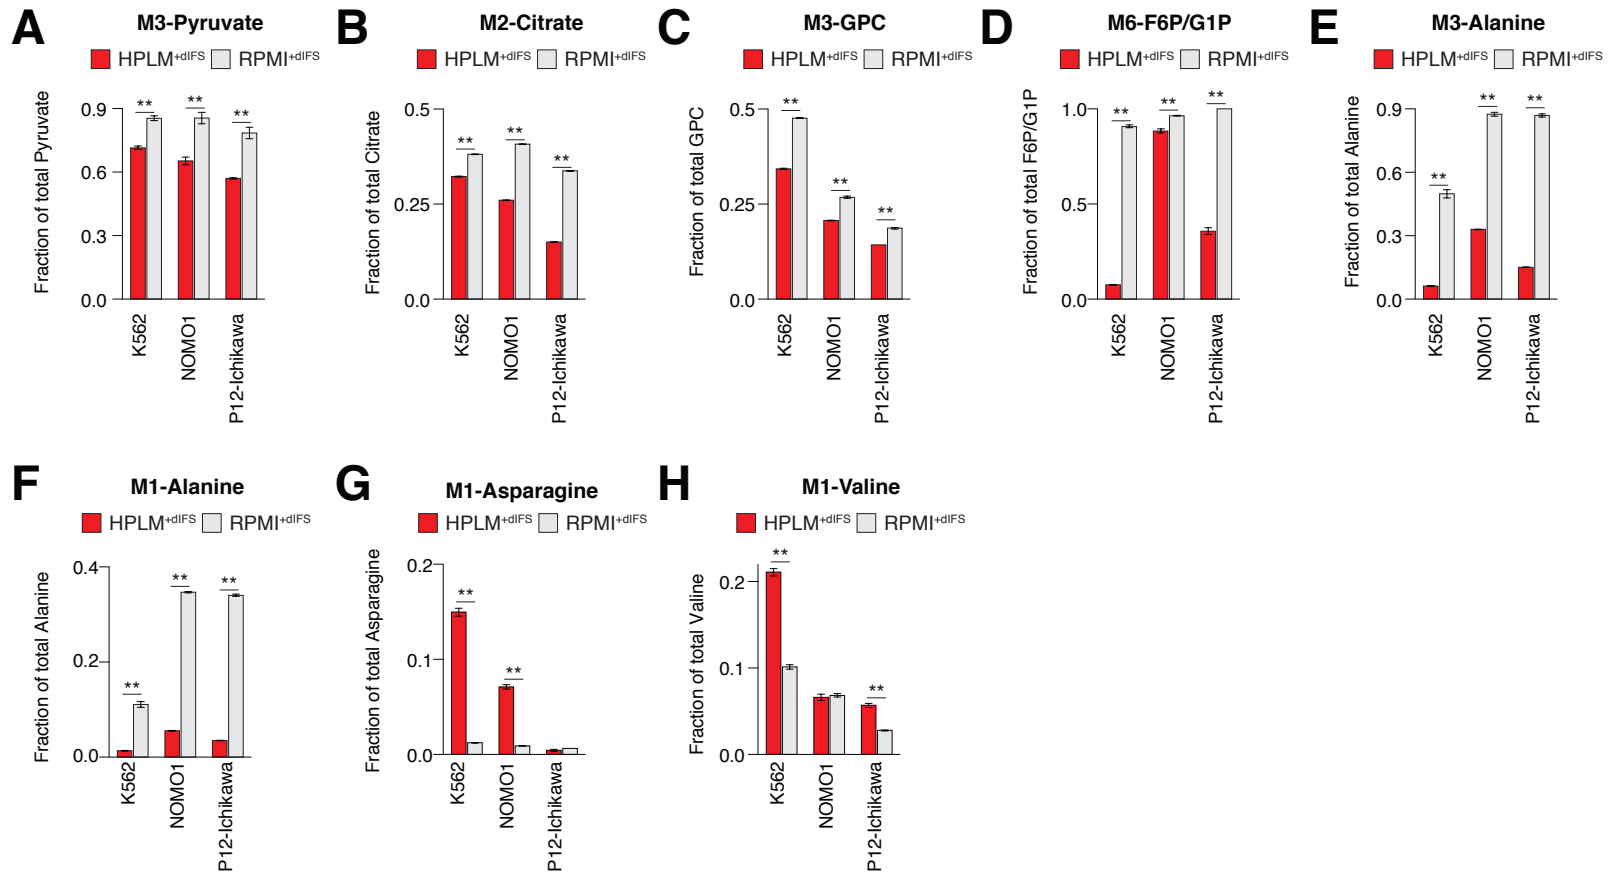 A
M3-Pyruvate
HPLM+dIFS RPMI+dIFS
Fraction of total Pyruvate
0.9
0.6
0.3
0.0
**
**
**
K562
NOMO1
P12-Ichikawa
B
M2-Citrate
HPLM+dIFS RPMI+dIFS
Fraction of total Citrate
0.5
0.25
0.0
**
**
**
K562
NOMO1
P12-Ichikawa
C
M3-GPC
HPLM+dIFS RPMI+dIFS
Fraction of total GPC
0.5
0.25
0.0
**
**
**
K562
NOMO1
P12-Ichikawa
D
M6-F6P/G1P
HPLM+dIFS RPMI+dIFS
Fraction of total F6P/G1P
1.0
0.5
0.0
**
**
**
K562
NOMO1
P12-Ichikawa
E
M3-Alanine
HPLM+dIFS RPMI+dIFS
Fraction of total Alanine
0.9
0.6
0.3
0.0
**
**
**
K562
NOMO1
P12-Ichikawa
F
M1-Alanine
HPLM+dIFS RPMI+dIFS
Fraction of total Alanine
0.4
0.2
0.0
**
**
**
K562
NOMO1
P12-Ichikawa
G
M1-Asparagine
HPLM+dIFS RPMI+dIFS
Fraction of total Asparagine
0.2
0.1
0.0
**
**
K562
NOMO1
P12-Ichikawa
H
M1-Valine
HPLM+dIFS RPMI+dIFS
Fraction of total Valine
0.2
0.1
0.0
**
**
K562
NOMO1
P12-Ichikawa